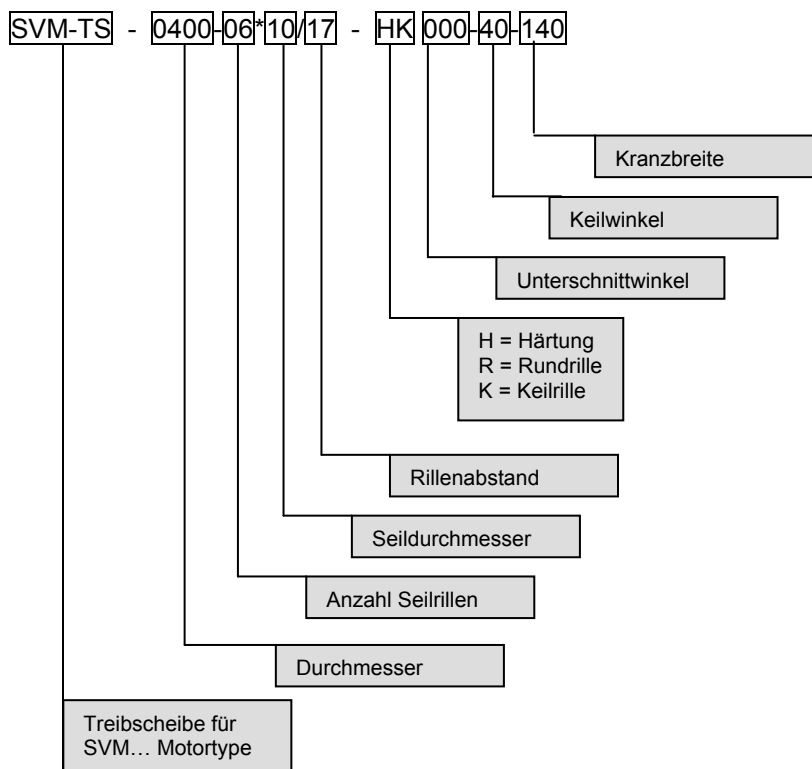 SVM-TS - 0400-06*10/17 - HK 000-40-140
Kranzbreite
Keilwinkel
Unterschnittwinkel
H = Härtung
R = Rundrille
K = Keilrille
Rillenabstand
Seildurchmesser
Anzahl Seilrillen
Durchmesser
Treibscheibe für
SVM… Motortype